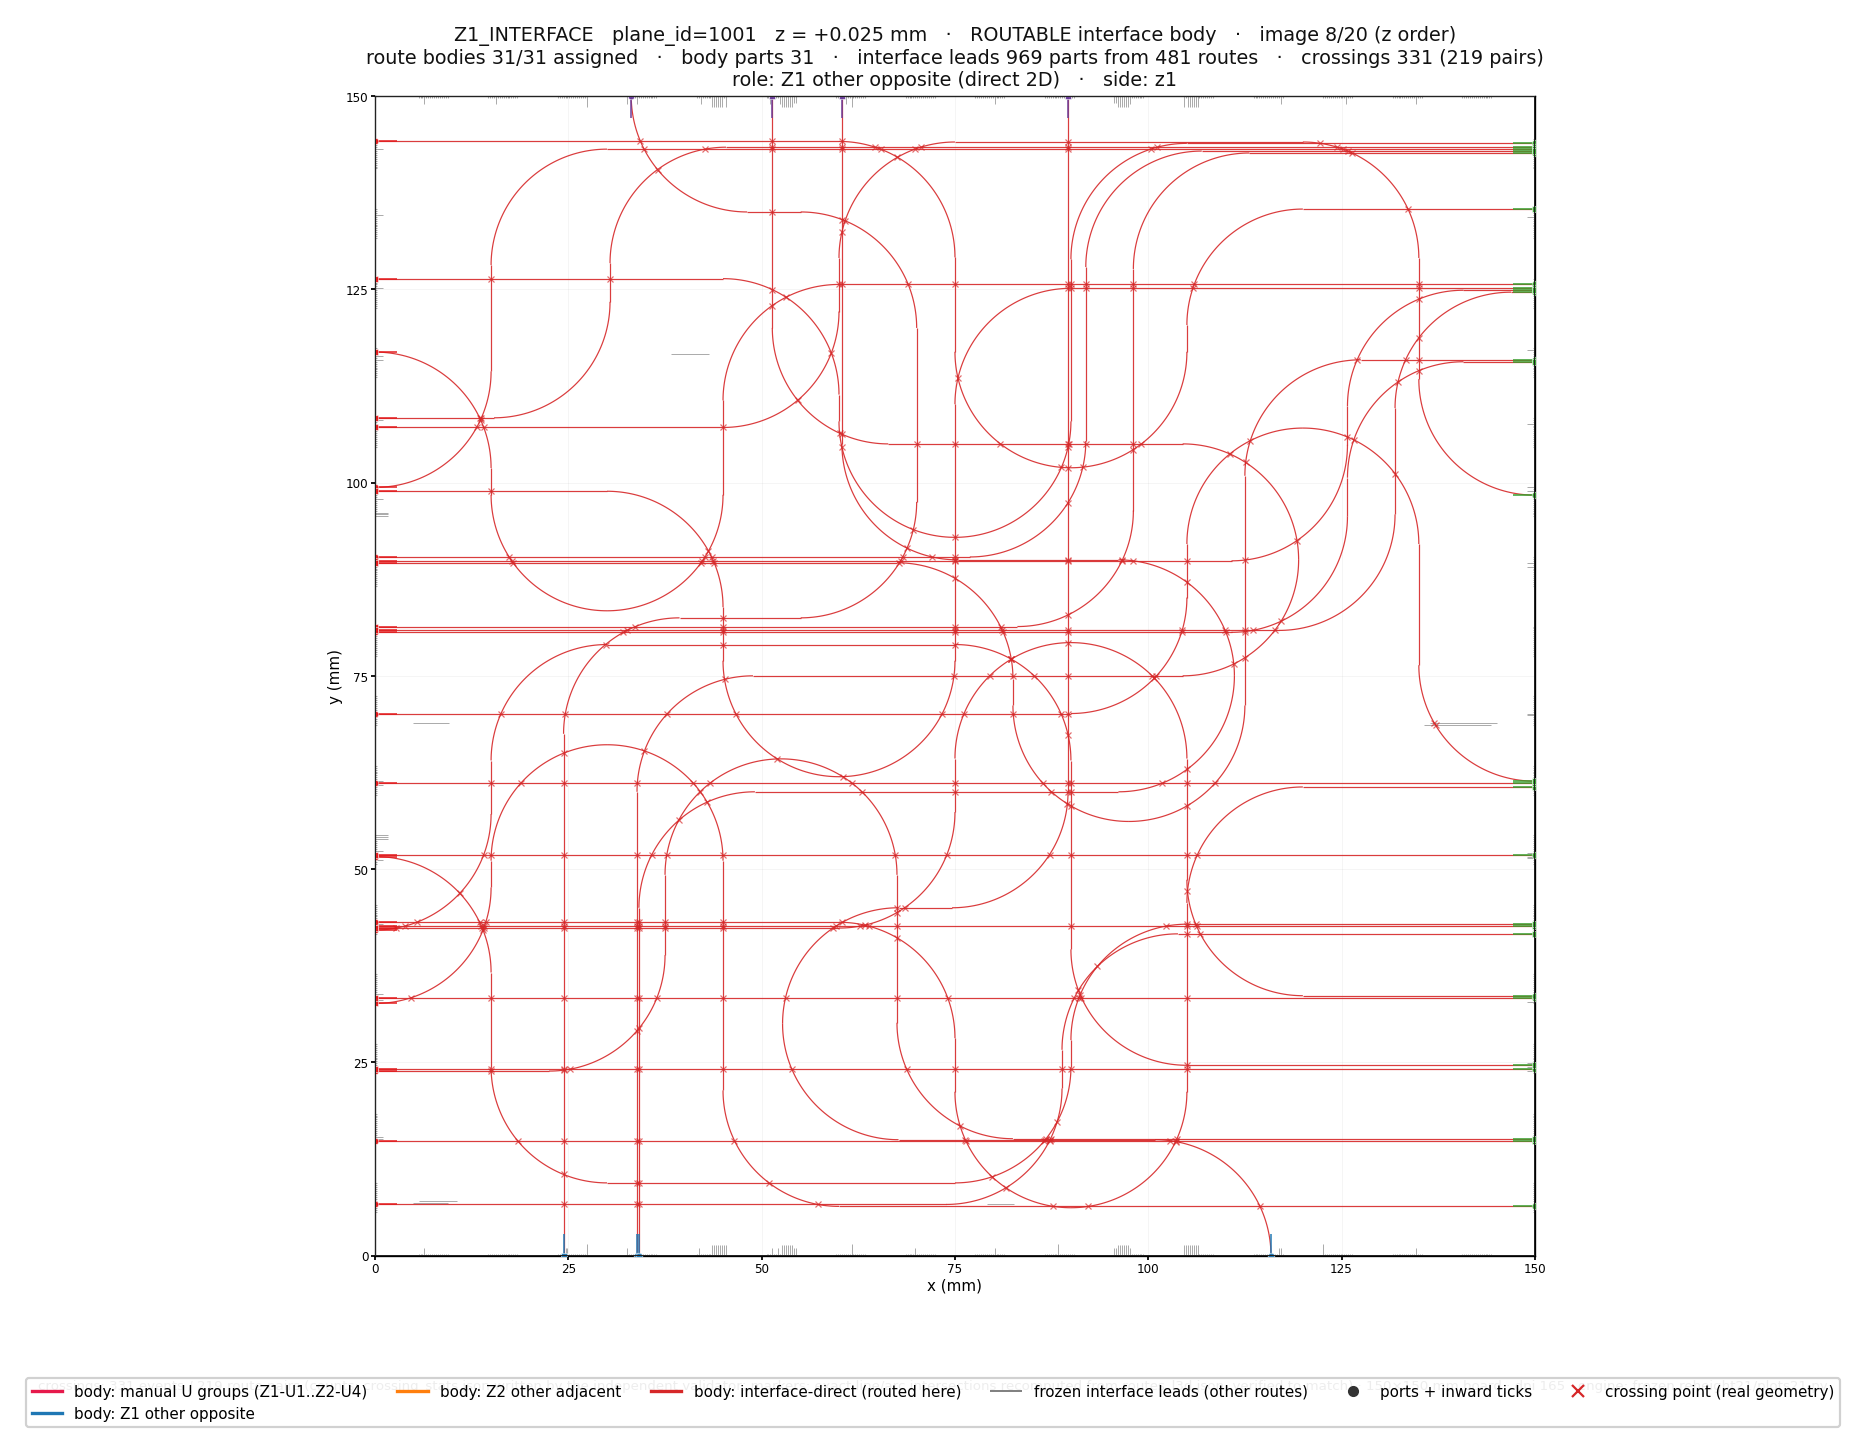 Z1_INTERFACE   plane_id=1001   z = +0.025 mm   ·   ROUTABLE interface body   ·   image 8/20 (z order)
route bodies 31/31 assigned   ·   body parts 31   ·   interface leads 969 parts from 481 routes   ·   crossings 331 (219 pairs)
role: Z1 other opposite (direct 2D)   ·   side: z1
150
125
100
75
50
25
0
y (mm)
0 25 50 75 100 125 150
x (mm)
body: manual U groups (Z1-U1..Z2-U4) body: Z2 other adjacent body: interface-direct (routed here) frozen interface leads (other routes) ports + inward ticks crossing point (real geometry)
body: Z1 other opposite